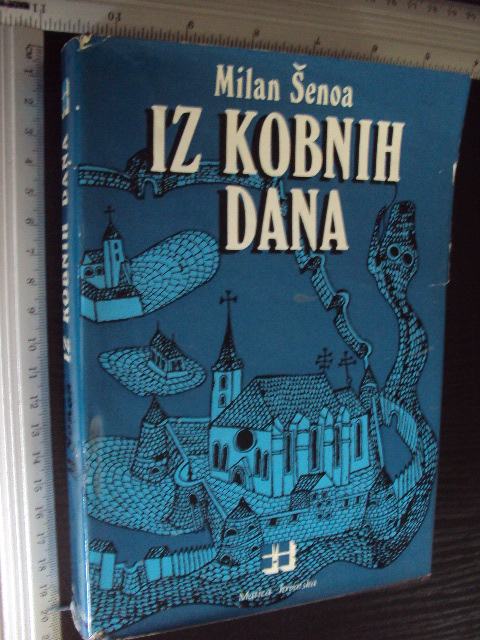 Milan Šenoa
IZ KOBNIH
DANA
Matica hrvatska
IZ KOBNIH DANA